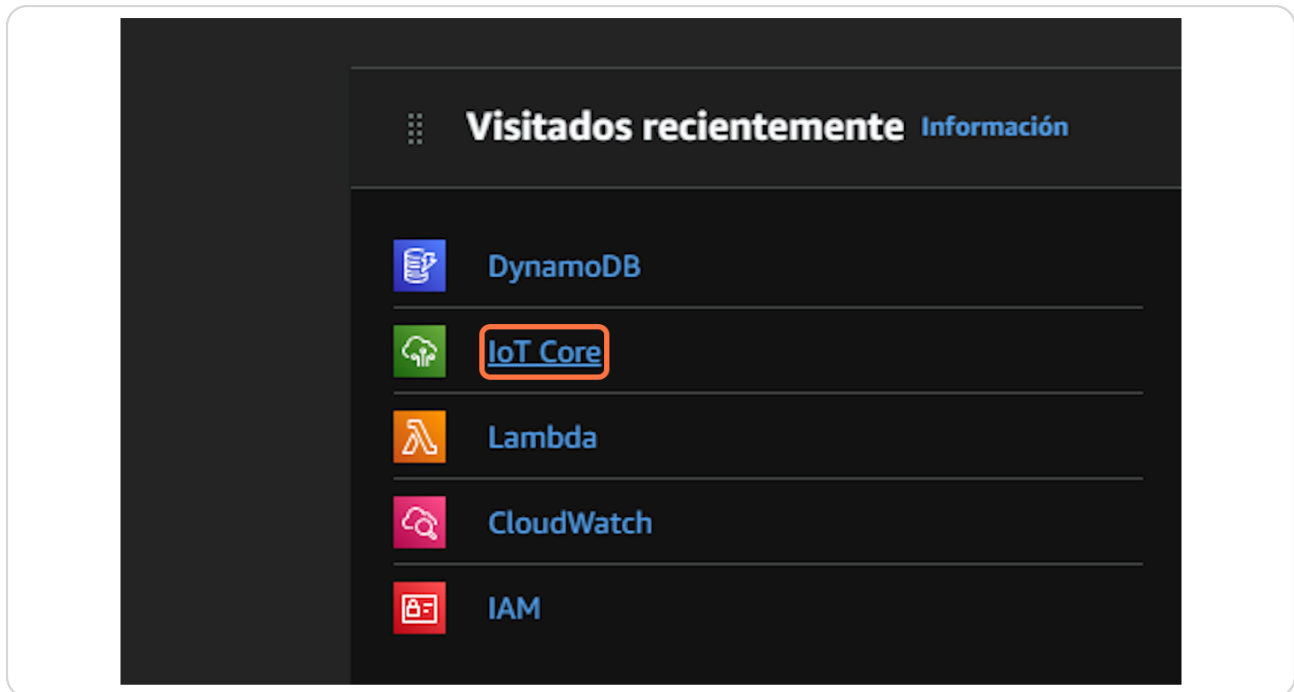 Visitados recientemente Información
DynamoDB
IoT Core
Lambda
CloudWatch
IAM